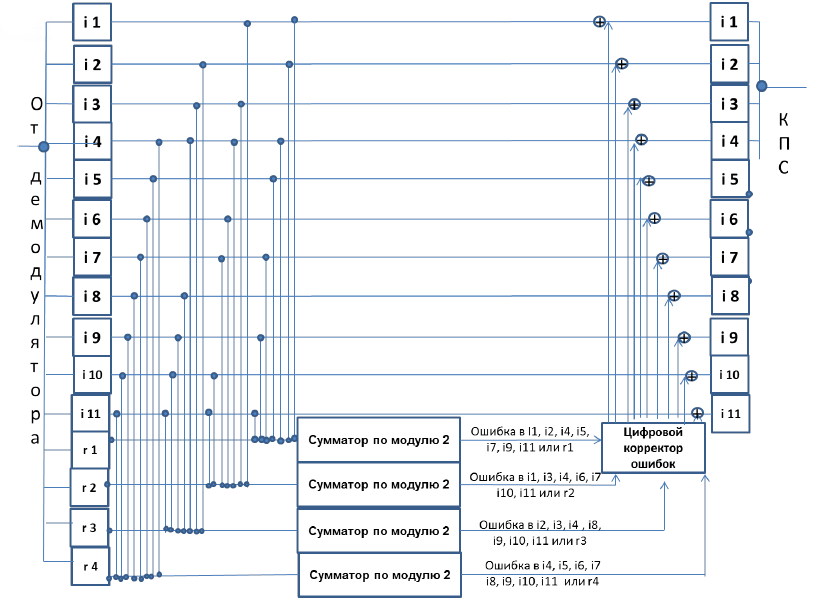 От демодулятора
i 1
i 2
i 3
i 4
i 5
i 6
i 7
i 8
i 9
i 10
i 11
r 1
r 2
r 3
r 4
Сумматор по модулю 2
Сумматор по модулю 2
Сумматор по модулю 2
Сумматор по модулю 2
Ошибка в I1, i2, i4, i5,
i7, i9, i11 или r1
Ошибка в i1, i3, i4, i6, i7
i10, i11 или r2
Ошибка в i2, i3, i4 , i8,
i9, i10, i11 или r3
Ошибка в i4, i5, i6, i7
i8, i9, i10, i11 или r4
Цифровой
корректор
ошибок
i 1
i 2
i 3
i 4
i 5
i 6
i 7
i 8
i 9
i 10
i 11
КПС